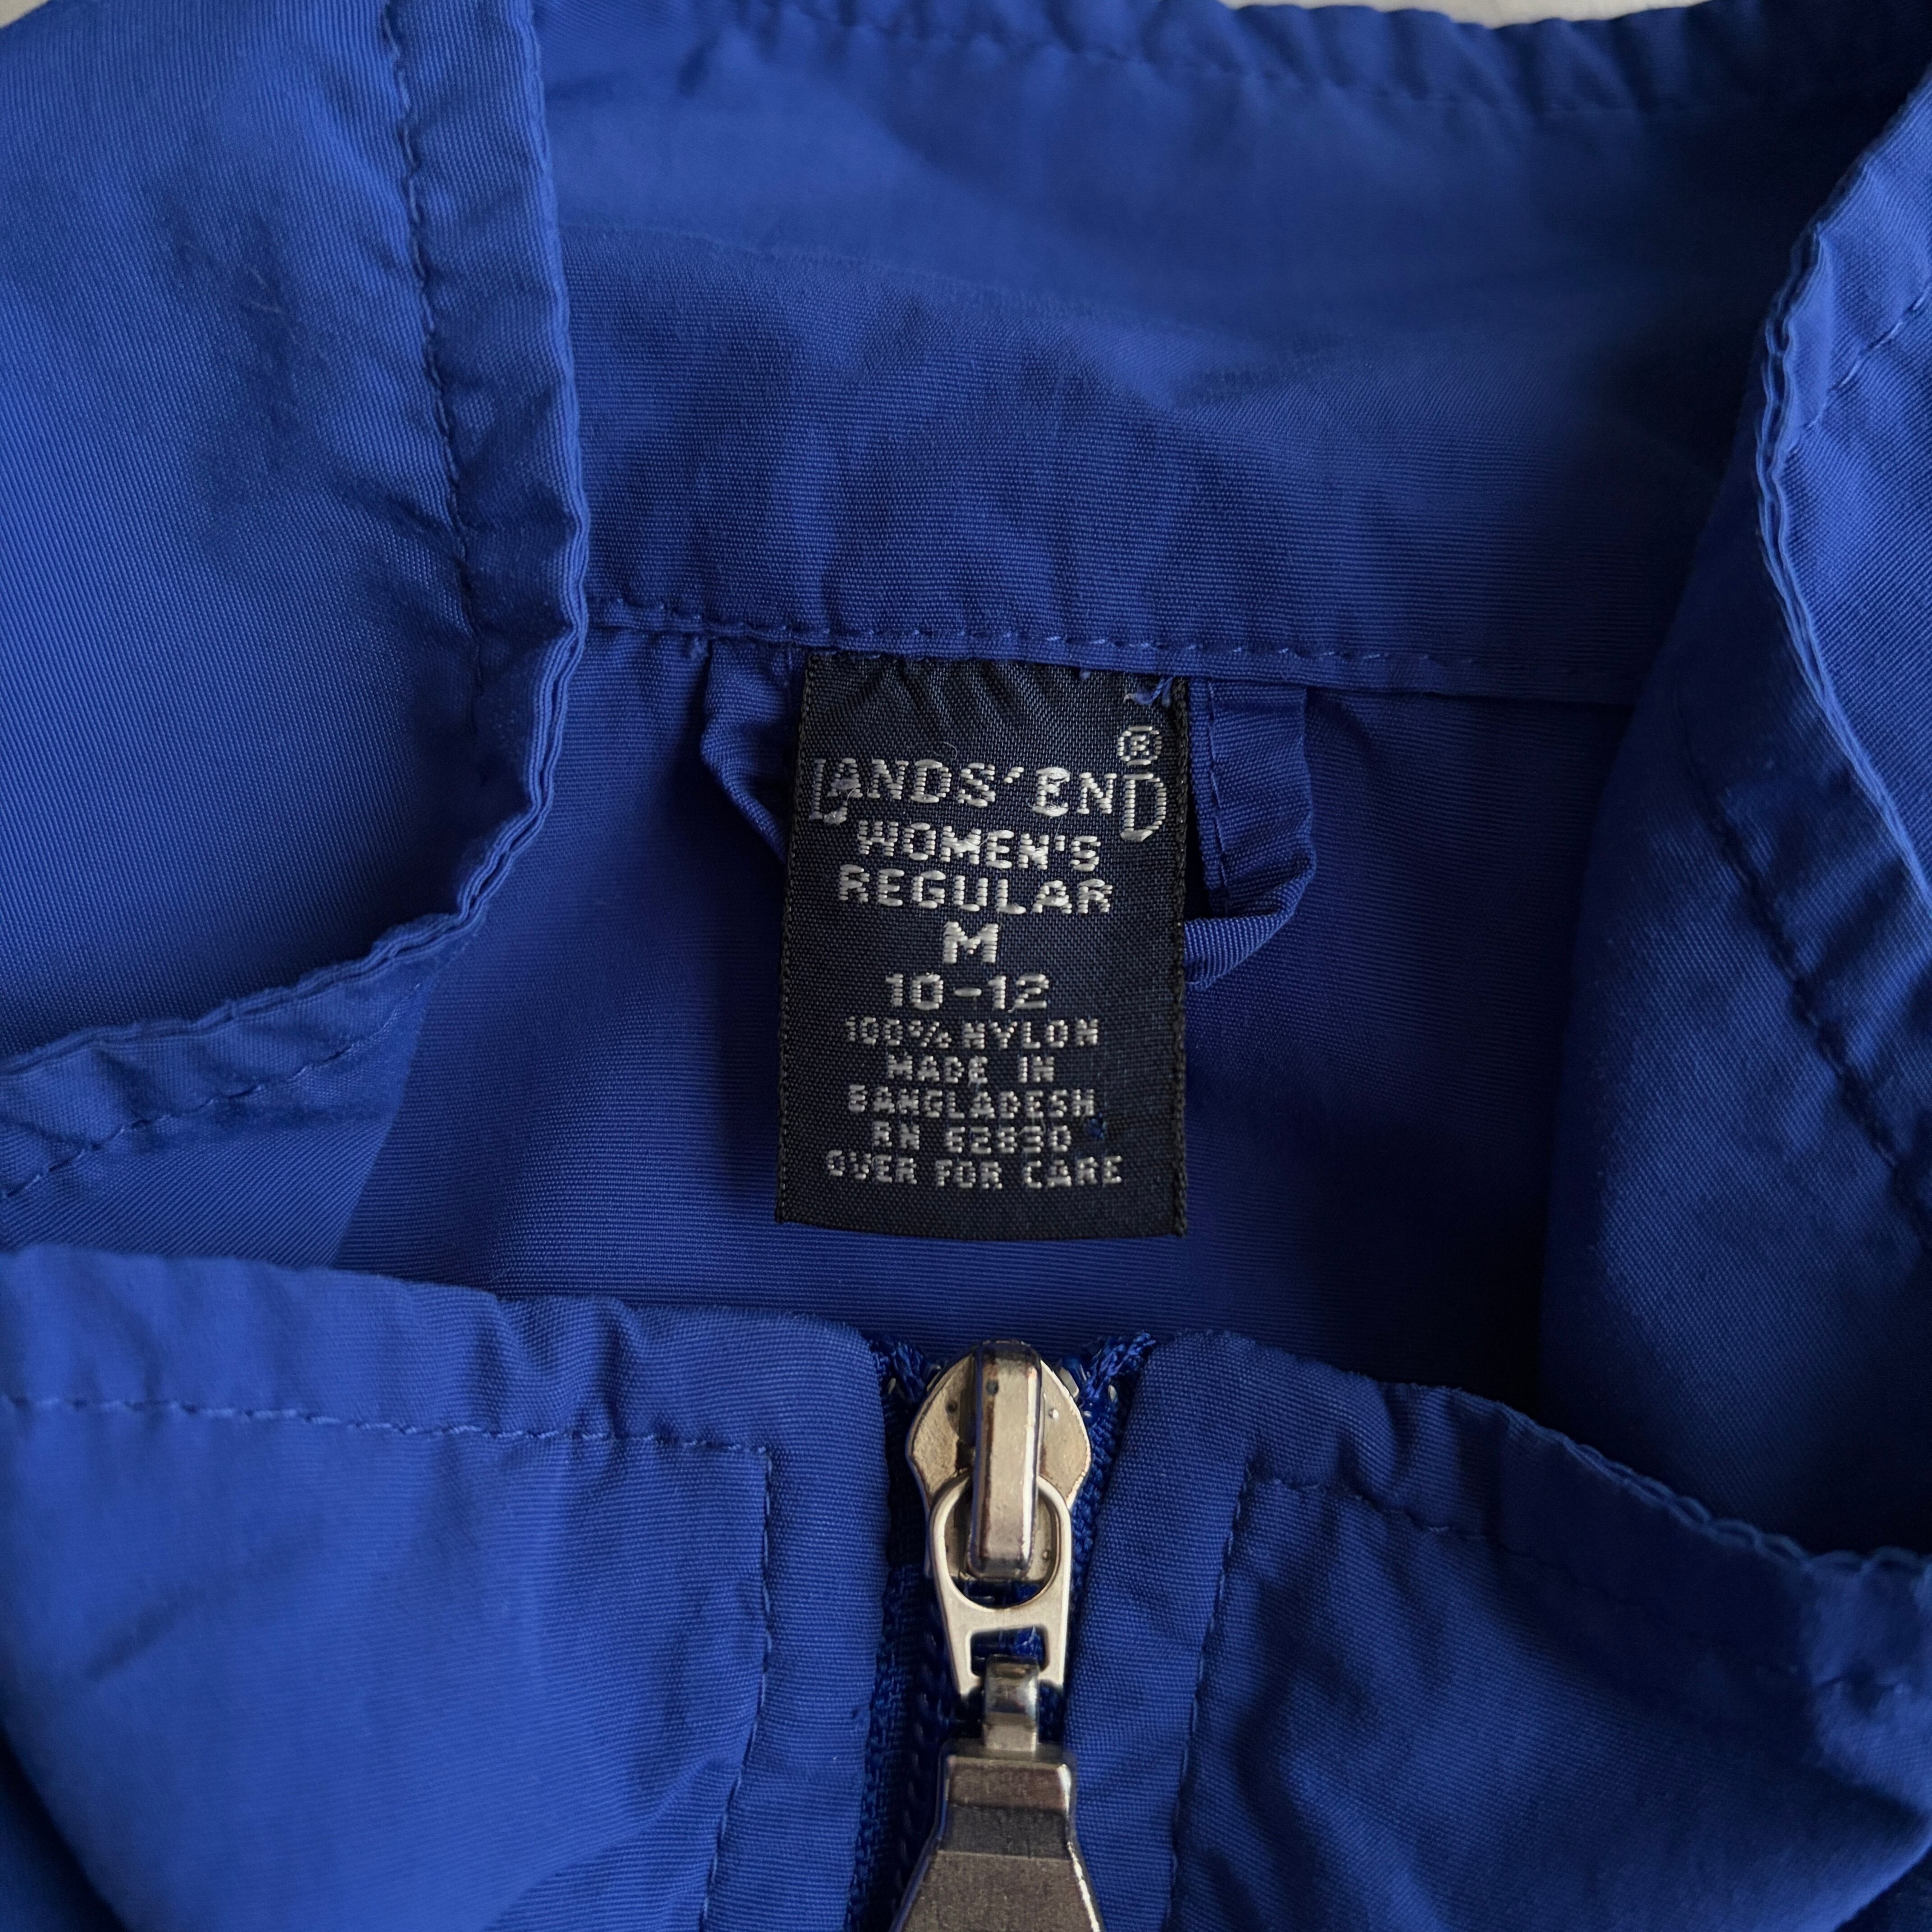 LANDS' END®
WOMEN'S
REGULAR
M
10-12
100% NYLON
MADE IN
BANGLADESH
RN 62830
OVER FOR CARE